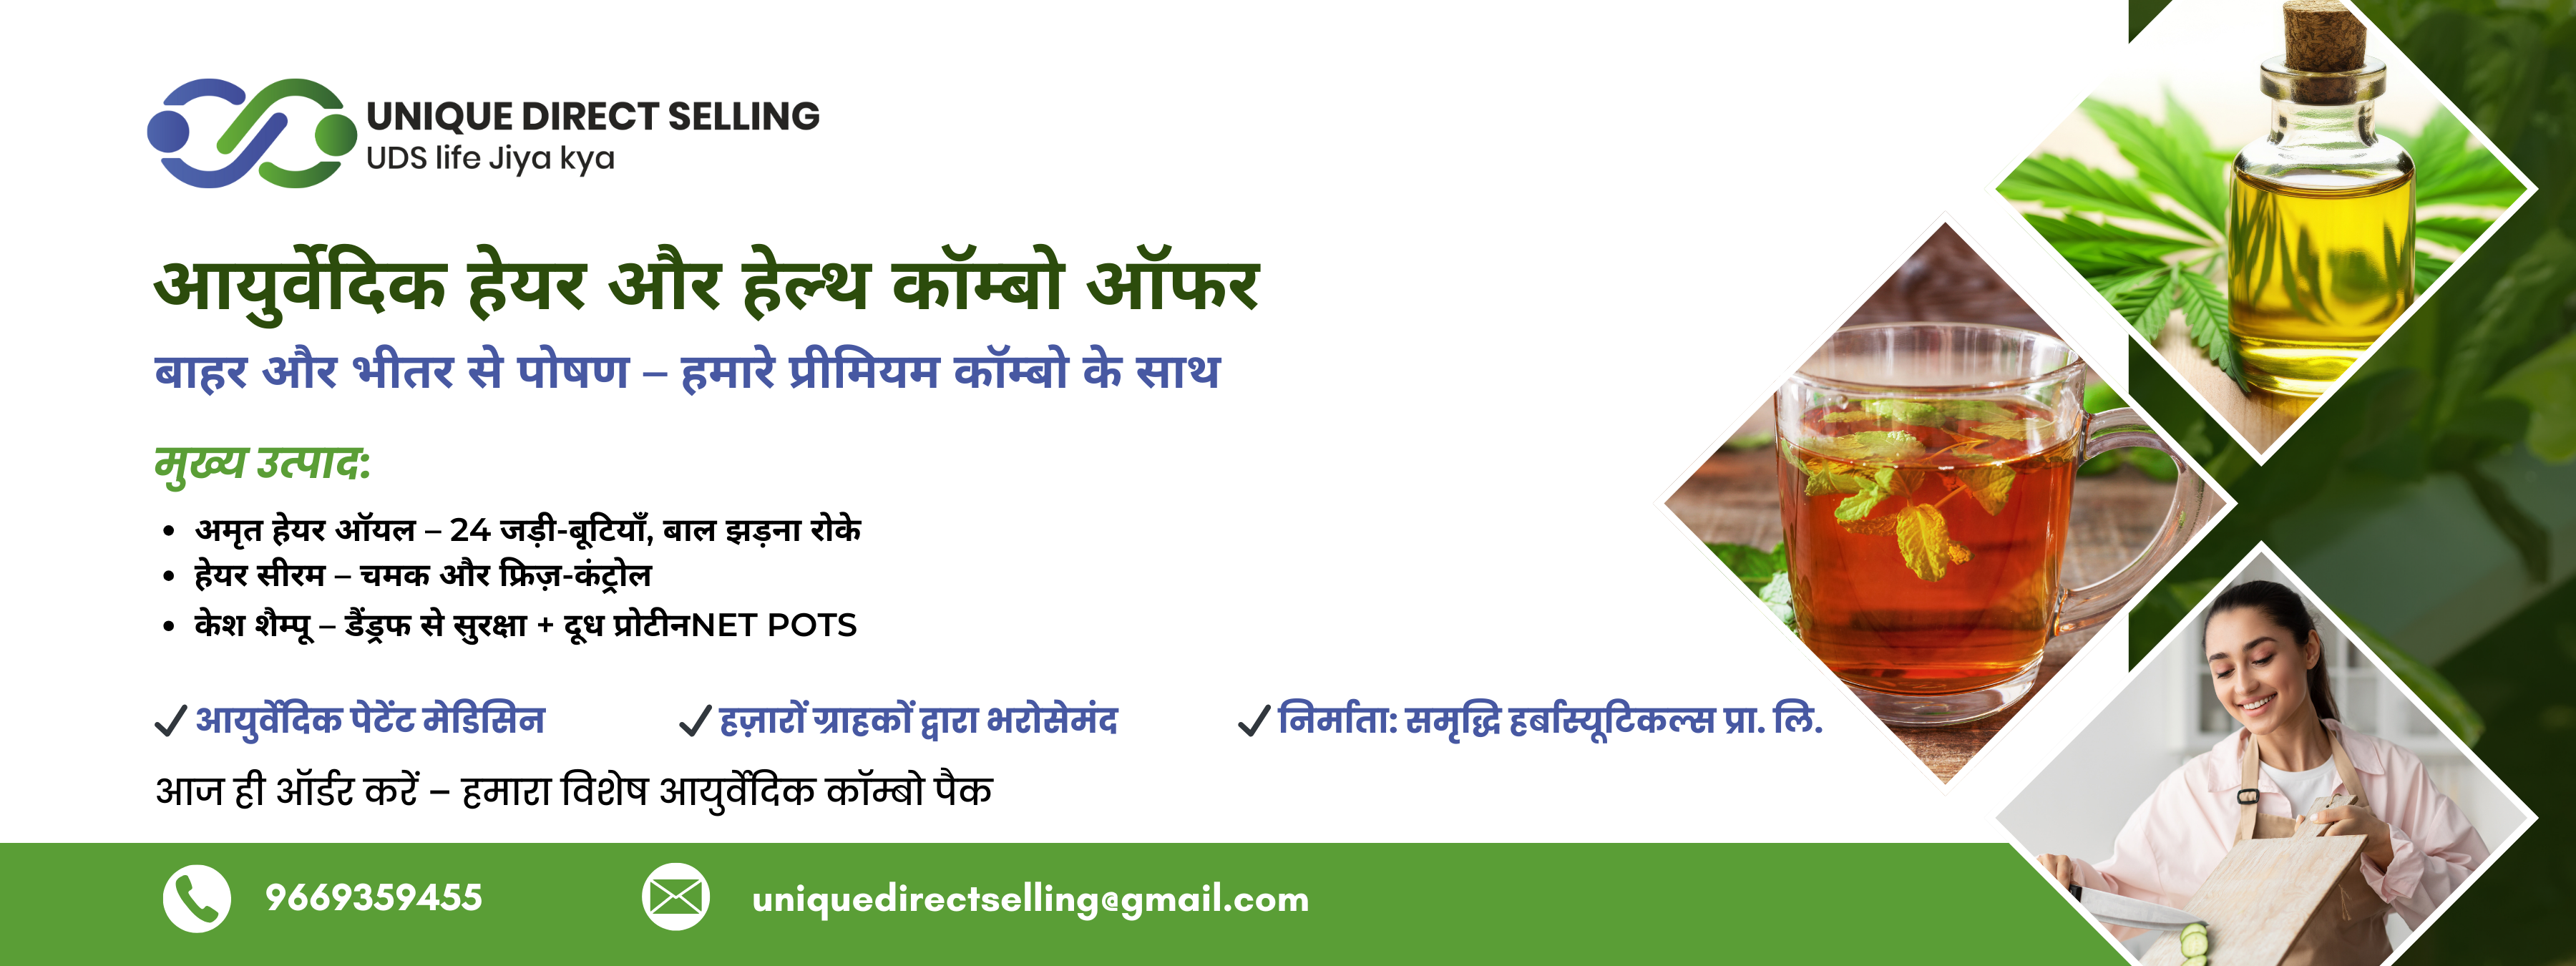 UNIQUE DIRECT SELLING
UDS life Jiya kya
आयुर्वेदिक हेयर और हेल्थ कॉम्बो ऑफर
बाहर और भीतर से पोषण – हमारे प्रीमियम कॉम्बो के साथ
मुख्य उत्पाद:
• अमृत हेयर ऑयल – 24 जड़ी-बूटियाँ, बाल झड़ना रोके
• हेयर सीरम – चमक और फ्रिज़-कंट्रोल
• केश शैम्पू – डैंड्रफ से सुरक्षा + दूध प्रोटीनNET POTS
✓ आयुर्वेदिक पेटेंट मेडिसिन ✓ हज़ारों ग्राहकों द्वारा भरोसेमंद ✓ निर्माता: समृद्धि हर्बास्यूटिकल्स प्रा. लि.
आज ही ऑर्डर करें – हमारा विशेष आयुर्वेदिक कॉम्बो पैक
9669359455 uniquedirectselling@gmail.com